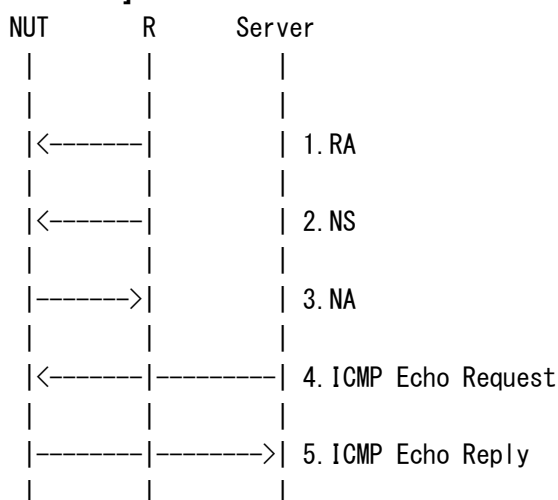 NUT R Server
1. RA
2. NS
3. NA
4. ICMP Echo Request
5. ICMP Echo Reply